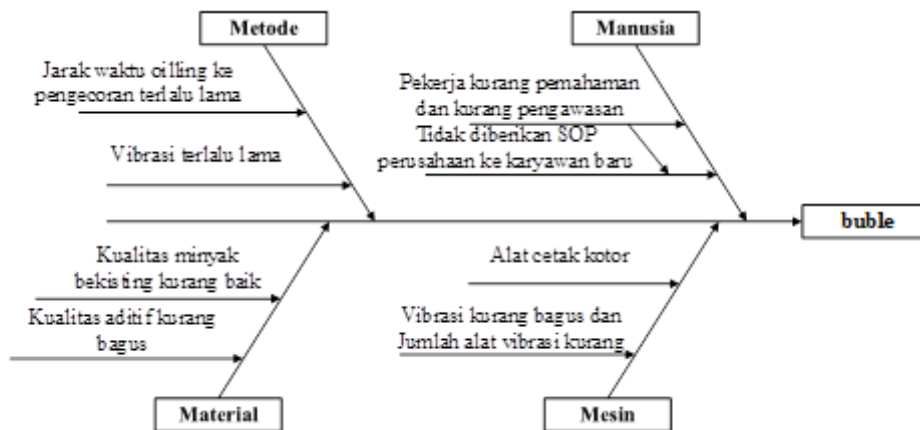 Metode
Manusia
Jarak waktu oilling ke
pengecoran terlalu lama
Pekerja kurang pemahaman
dan kurang pengawasan
Tidak diberikan SOP
perusahaan ke karyawan baru
Vibrasi terlalu lama
buble
Kualitas minyak
bekisting kurang baik
Alat cetak kotor
Kualitas aditif kurang
bagus
Vibrasi kurang bagus dan
Jumlah alat vibrasi kurang
Material
Mesin